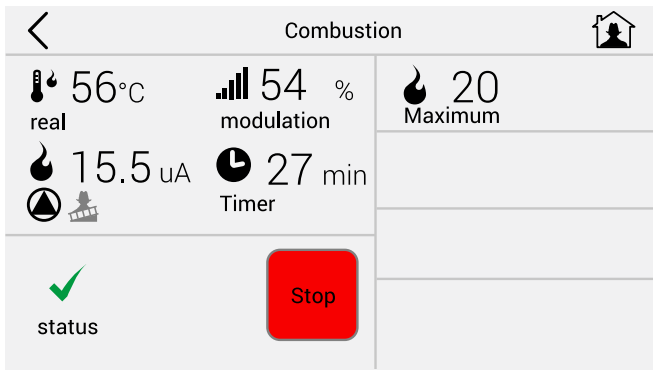 Combustion
56°C
real
54 %
modulation
20
Maximum
15.5 uA
27 min
Timer
status
Stop